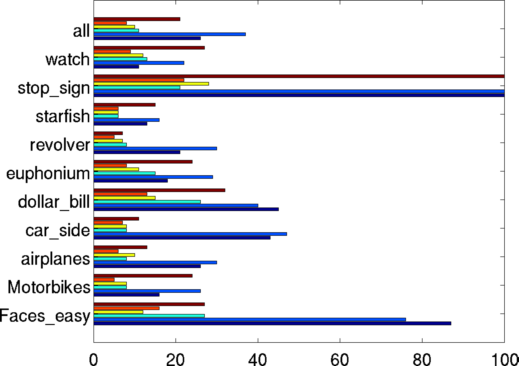 all
watch
stop_sign
starfish
revolver
euphonium
dollar_bill
car_side
airplanes
Motorbikes
Faces_easy
0 20 40 60 80 100